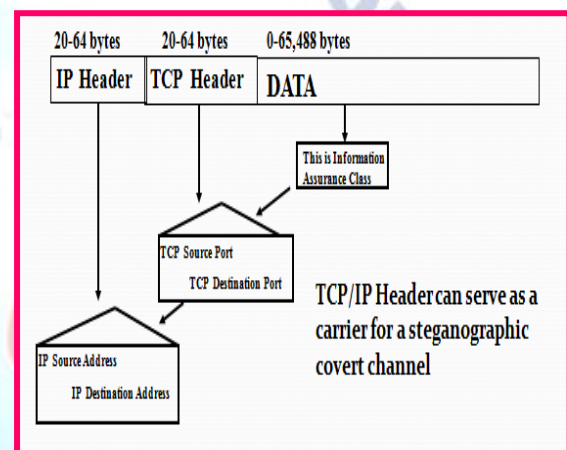 20-64 bytes 20-64 bytes 0-65,488 bytes
IP Header TCP Header DATA
This is Information
Assurance Class
TCP Source Port
TCP Destination Port
TCP/IP Header can serve as a
carrier for a steganographic
covert channel
IP Source Address
IP Destination Address